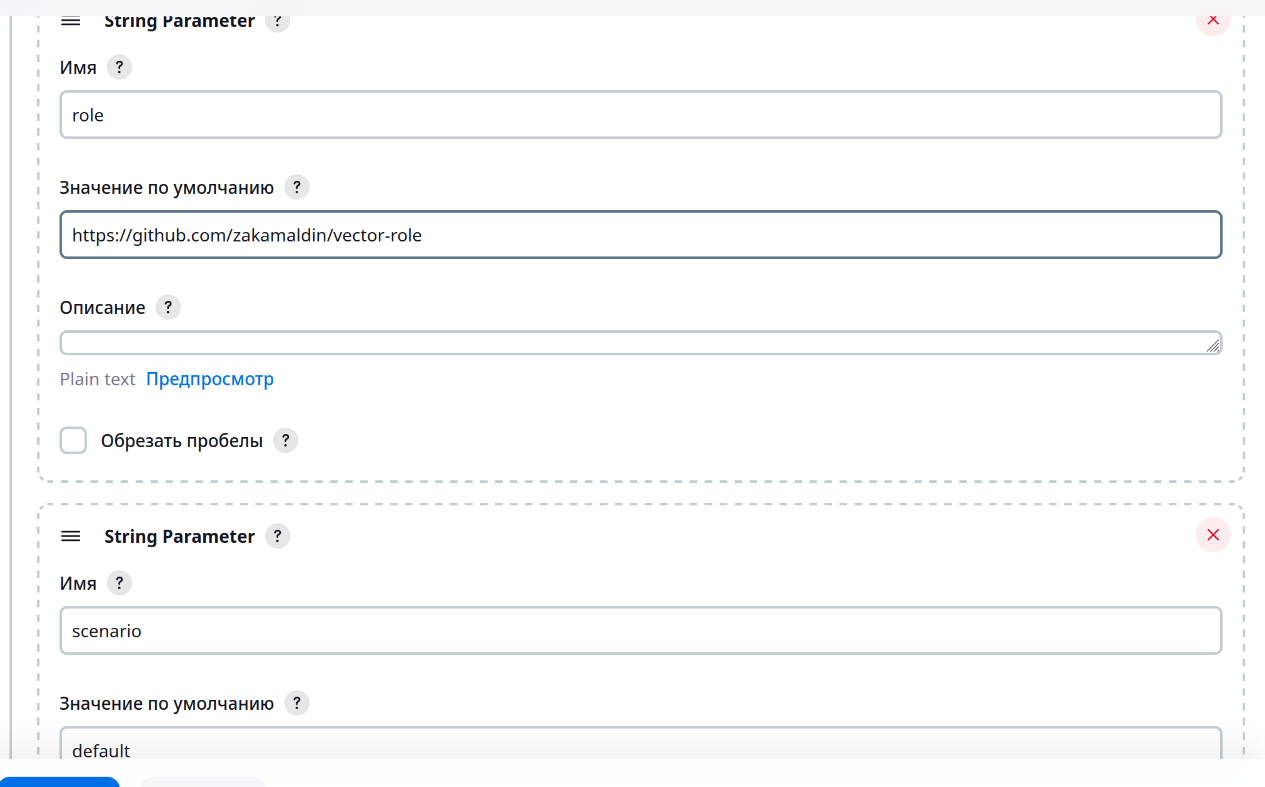 String Parameter ?
Имя ?
role
Значение по умолчанию ?
https://github.com/zakamaldin/vector-role
Описание ?
Plain text Предпросмотр
Обрезать пробелы ?
String Parameter ?
Имя ?
scenario
Значение по умолчанию ?
default